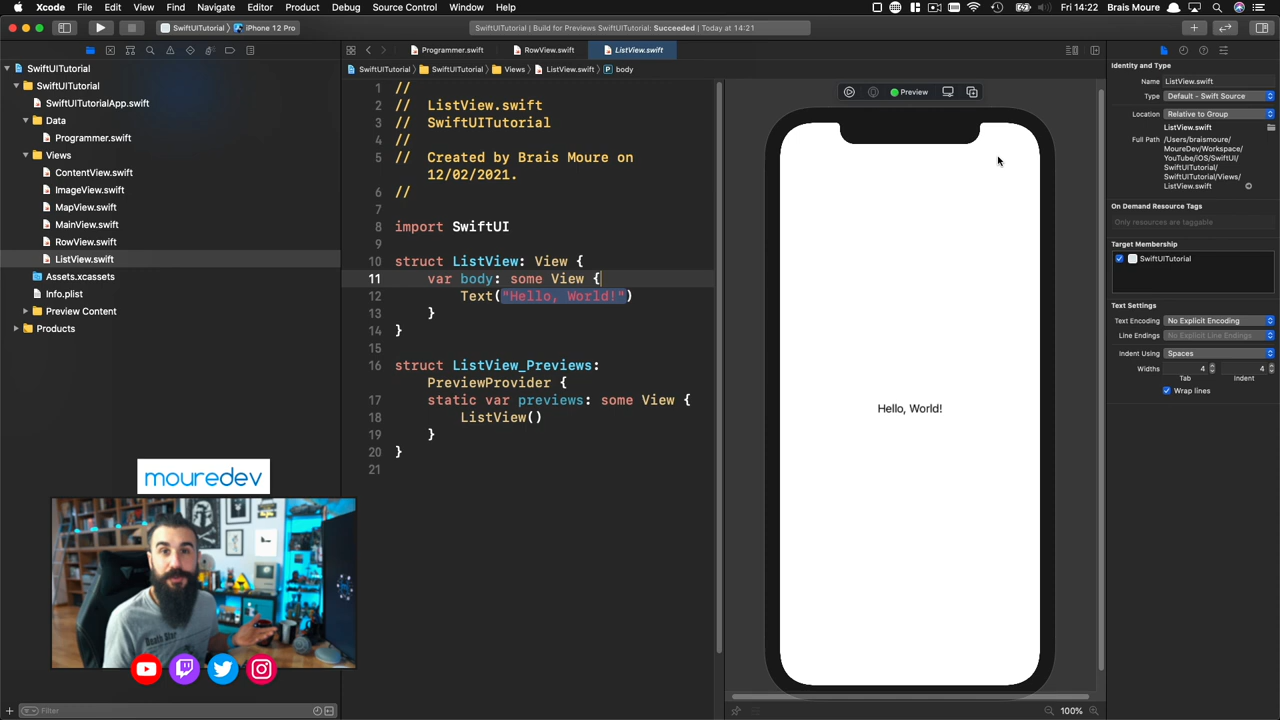 Xcode File Edit View Find Navigate Editor Product Debug Source Control Window Help Fri 14:22 Brais Moure
SwiftUITutorial iPhone 12 Pro SwiftUITutorial | Build for Previews SwiftUITutorial: Succeeded | Today at 14:21
Programmer.swift RowView.swift ListView.swift
SwiftUITutorial SwiftUITutorial Views ListView.swift P body
SwiftUITutorial
SwiftUITutorial
SwiftUITutorialApp.swift
Data
Programmer.swift
Views
ContentView.swift
ImageView.swift
MapView.swift
MainView.swift
RowView.swift
ListView.swift
Assets.xcassets
Info.plist
Preview Content
Products
Filter
1 //
2 // ListView.swift
3 // SwiftUITutorial
4 //
5 // Created by Brais Moure on
12/02/2021.
6 //
7
8 import SwiftUI
9
10 struct ListView: View {
11 var body: some View {
12 Text("Hello, World!")
13 }
14 }
15
16 struct ListView_Previews:
PreviewProvider {
17 static var previews: some View {
18 ListView()
19 }
20 }
21
Preview
Hello, World!
100%
Identity and Type
Name ListView.swift
Type Default - Swift Source
Location Relative to Group
ListView.swift
Full Path /Users/braismoure/
MoureDev/Workspace/
YouTube/iOS/SwiftUI/
SwiftUITutorial/
SwiftUITutorial/Views/
ListView.swift
On Demand Resource Tags
Only resources are taggable
Target Membership
SwiftUITutorial
Text Settings
Text Encoding No Explicit Encoding
Line Endings No Explicit Line Endings
Indent Using Spaces
Widths 4 4
Tab Indent
Wrap lines
mouredev